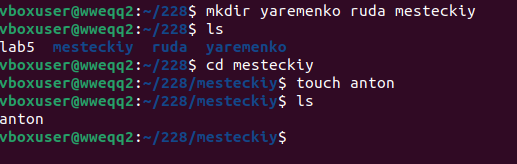 vboxuser@wweqq2:~/228$ mkdir yaremenko ruda mesteckiy
vboxuser@wweqq2:~/228$ ls
lab5 mesteckiy ruda yaremenko
vboxuser@wweqq2:~/228$ cd mesteckiy
vboxuser@wweqq2:~/228/mesteckiy$ touch anton
vboxuser@wweqq2:~/228/mesteckiy$ ls
anton
vboxuser@wweqq2:~/228/mesteckiy$